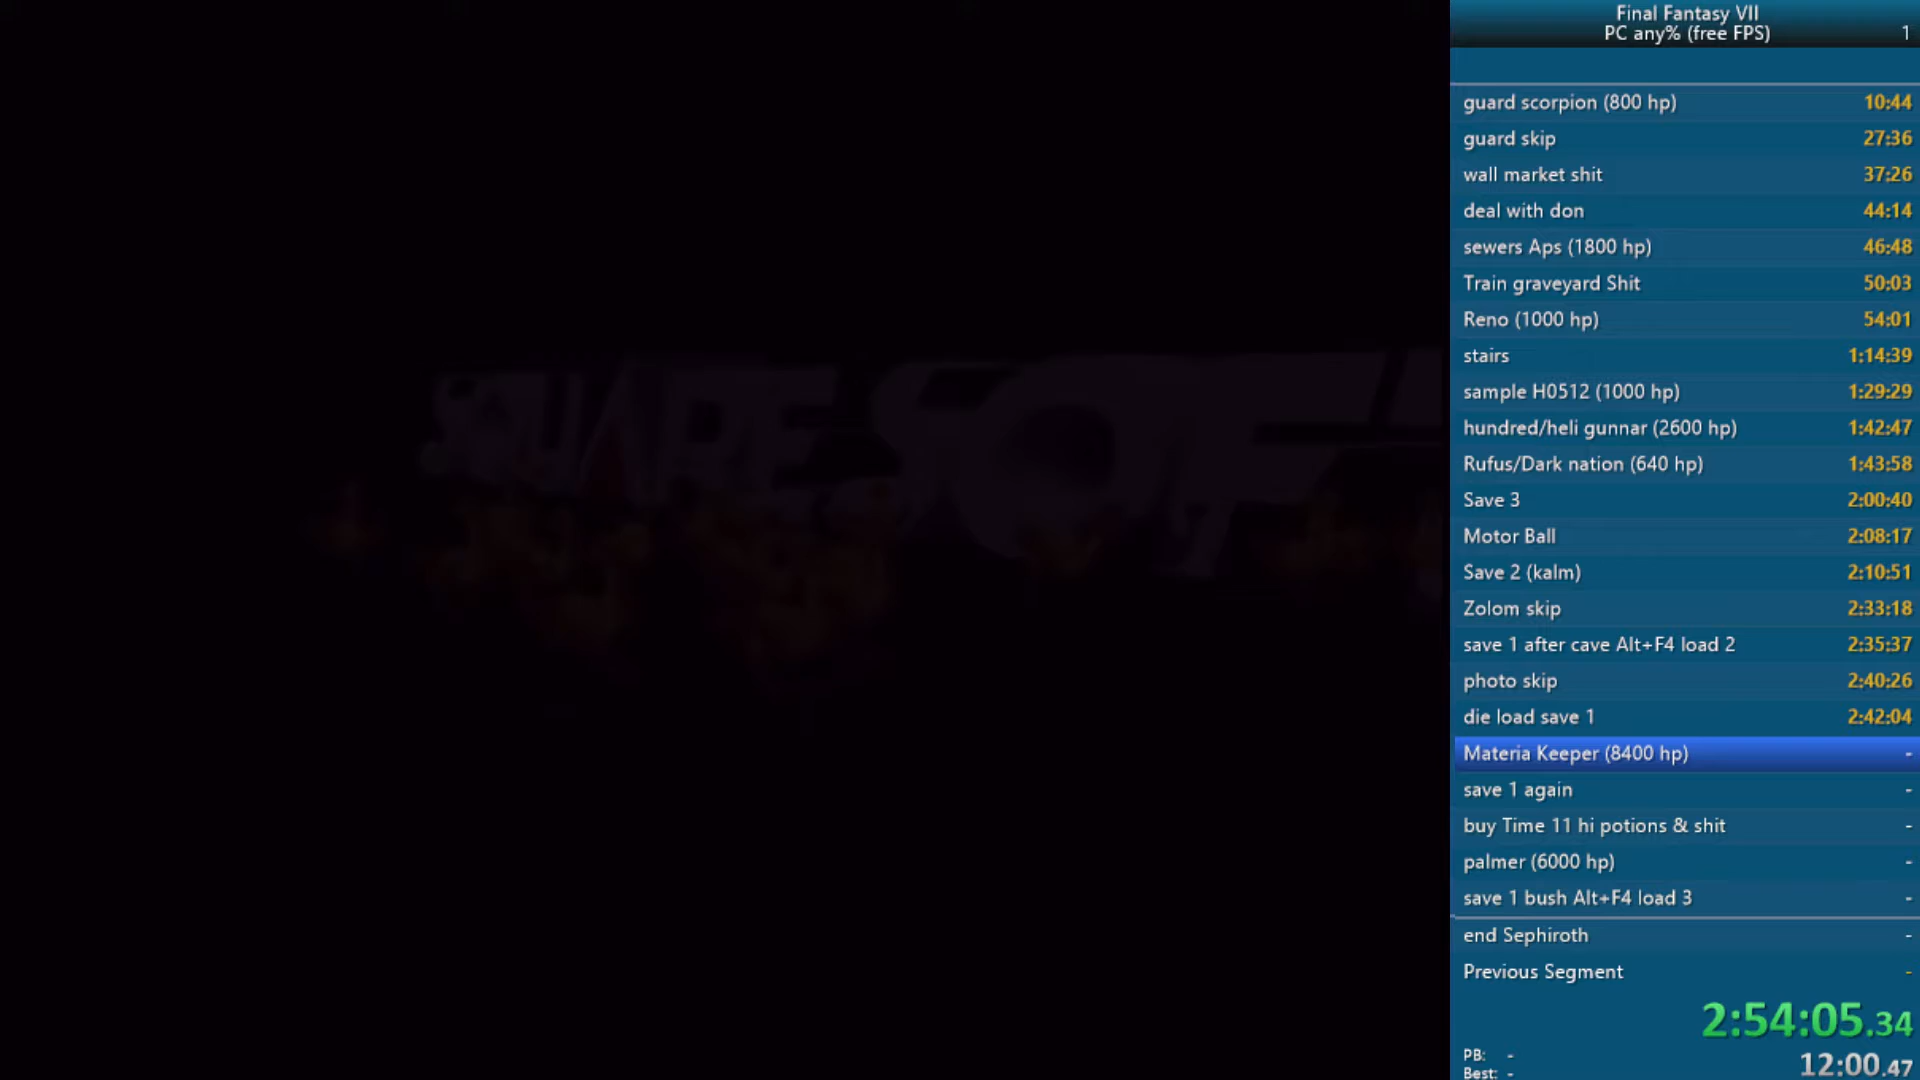 SQUARESOFT
Final Fantasy VII
PC any% (free FPS) 1
guard scorpion (800 hp) 10:44
guard skip 27:36
wall market shit 37:26
deal with don 44:14
sewers Aps (1800 hp) 46:48
Train graveyard Shit 50:03
Reno (1000 hp) 54:01
stairs 1:14:39
sample H0512 (1000 hp) 1:29:29
hundred/heli gunnar (2600 hp) 1:42:47
Rufus/Dark nation (640 hp) 1:43:58
Save 3 2:00:40
Motor Ball 2:08:17
Save 2 (kalm) 2:10:51
Zolom skip 2:33:18
save 1 after cave Alt+F4 load 2 2:35:37
photo skip 2:40:26
die load save 1 2:42:04
Materia Keeper (8400 hp) -
save 1 again -
buy Time 11 hi potions & shit -
palmer (6000 hp) -
save 1 bush Alt+F4 load 3 -
end Sephiroth -
Previous Segment -
2:54:05.34
PB: -
Best: - 12:00.47